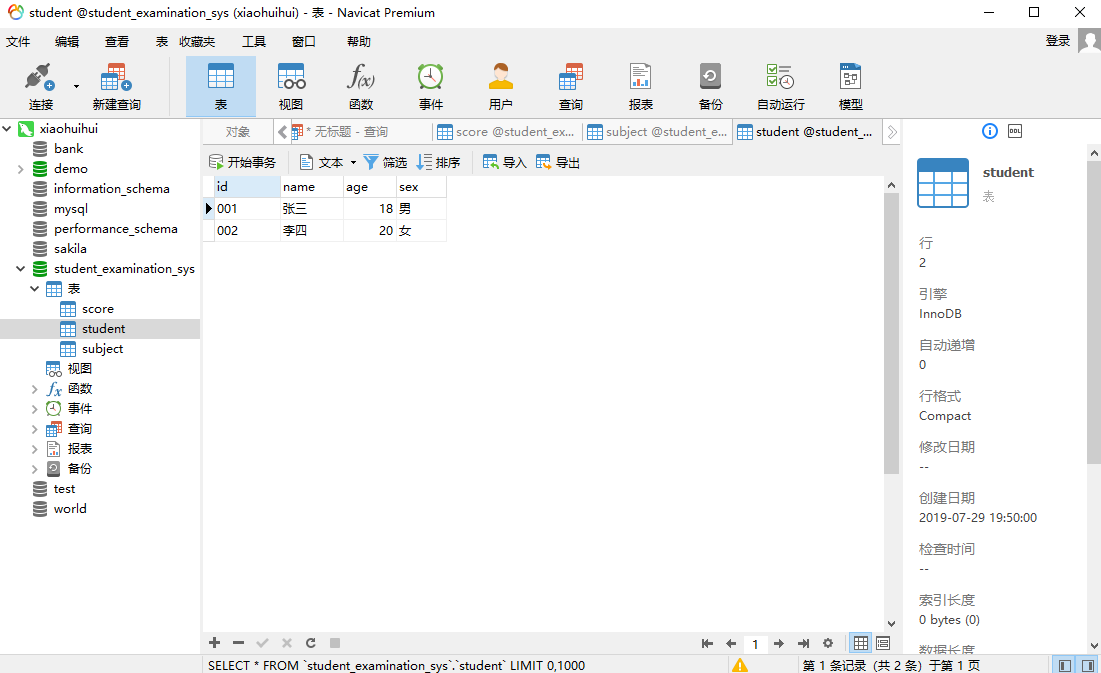 student @student_examination_sys (xiaohuihui) - 表 - Navicat Premium
文件 编辑 查看 表 收藏夹 工具 窗口 帮助 登录
连接 新建查询 表 视图 函数 事件 用户 查询 报表 备份 自动运行 模型
xiaohuihui
bank
demo
information_schema
mysql
performance_schema
sakila
student_examination_sys
表
score
student
subject
视图
函数
事件
查询
报表
备份
test
world
对象 * 无标题 - 查询 score @student_ex... subject @student_e... student @student_...
开始事务 文本 筛选 排序 导入 导出
id name age sex
001 张三 18 男
002 李四 20 女
1
SELECT * FROM `student_examination_sys`.`student` LIMIT 0,1000
第 1 条记录（共 2 条）于第 1 页
DDL
student
表
行
2
引擎
InnoDB
自动递增
0
行格式
Compact
修改日期
--
创建日期
2019-07-29 19:50:00
检查时间
--
索引长度
0 bytes (0)
数据长度